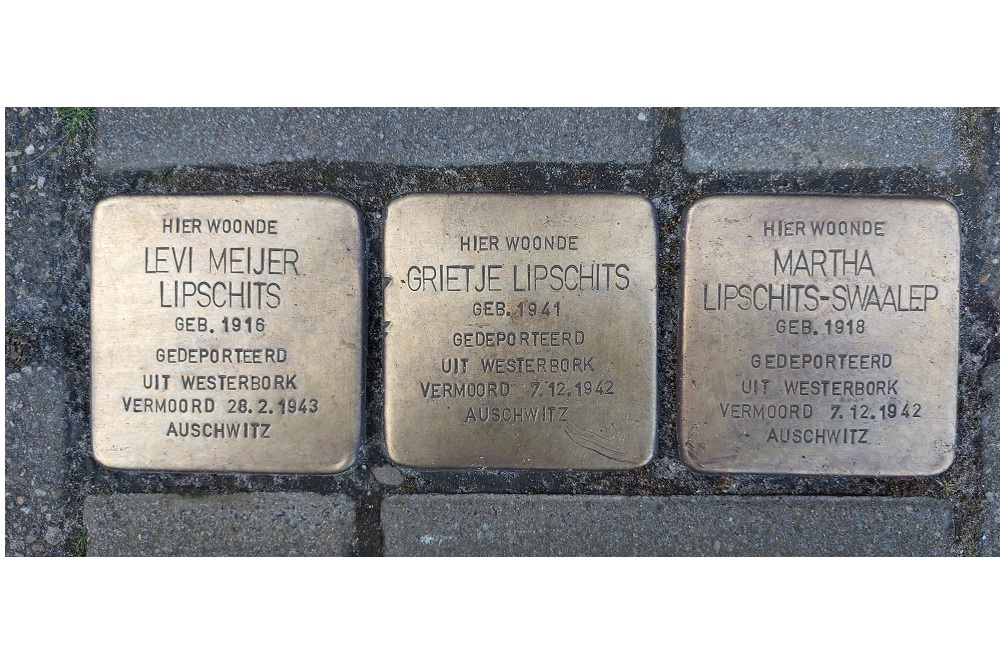 HIER WOONDE
LEVI MEIJER
LIPSCHITS
GEB. 1916
GEDEPORTEERD
UIT WESTERBORK
VERMOORD 28.2.1943
AUSCHWITZ
HIER WOONDE
GRIETJE LIPSCHITS
GEB. 1941
GEDEPORTEERD
UIT WESTERBORK
VERMOORD 7.12.1942
AUSCHWITZ
HIER WOONDE
MARTHA
LIPSCHITS-SWAALEP
GEB. 1918
GEDEPORTEERD
UIT WESTERBORK
VERMOORD 7.12.1942
AUSCHWITZ